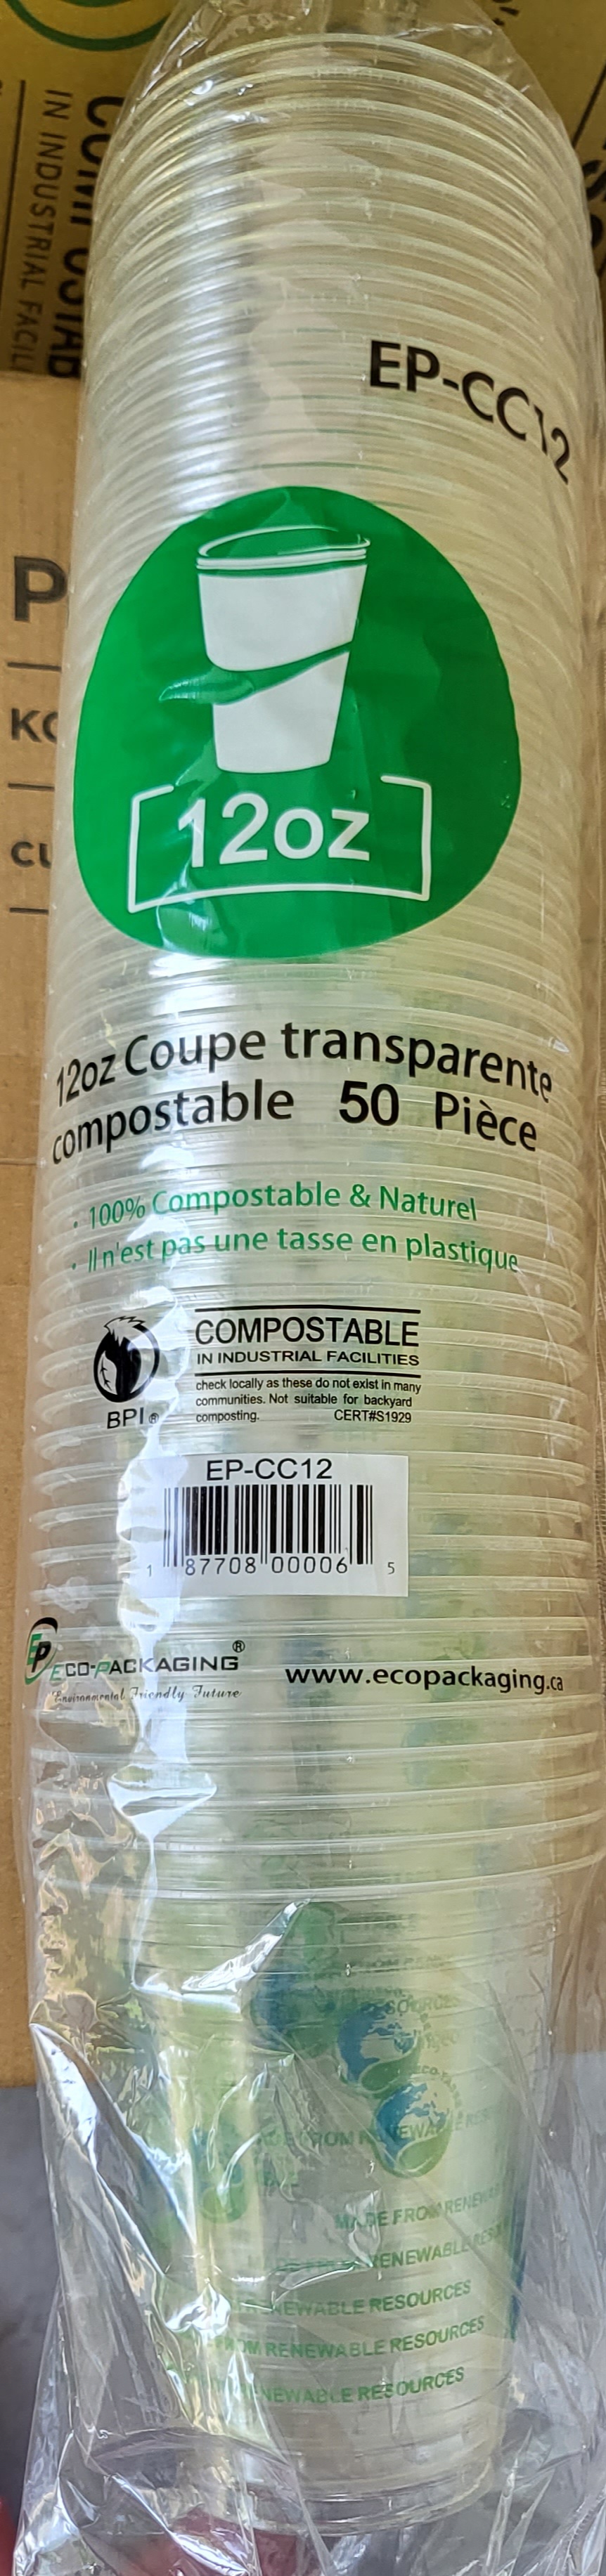 IN INDUSTRIAL
EP-CC12
P
12oz
12oz Coupe transparente
compostable 50 Pièce
· 100% Compostable & Naturel
· Il n'est pas une tasse en plastique
BPI®
COMPOSTABLE
IN INDUSTRIAL FACILITIES
check locally as these do not exist in many
communities. Not suitable for backyard
composting. CERT#S1929
EP-CC12
1 87708 00006 5
EP ECO-PACKAGING®
Environmental Friendly Future
www.ecopackaging.ca
MADE FROM
RENEWABLE
RENEWABLE RESOURCES
FROM RENEWABLE RESOURCES
RENEWABLE RESOURCES